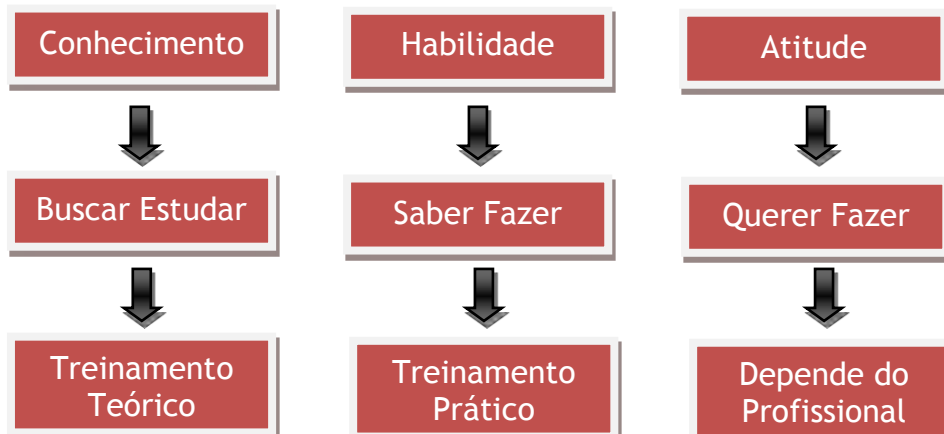 Conhecimento
Habilidade
Atitude
Buscar Estudar
Saber Fazer
Querer Fazer
Treinamento
Teórico
Treinamento
Prático
Depende do
Profissional